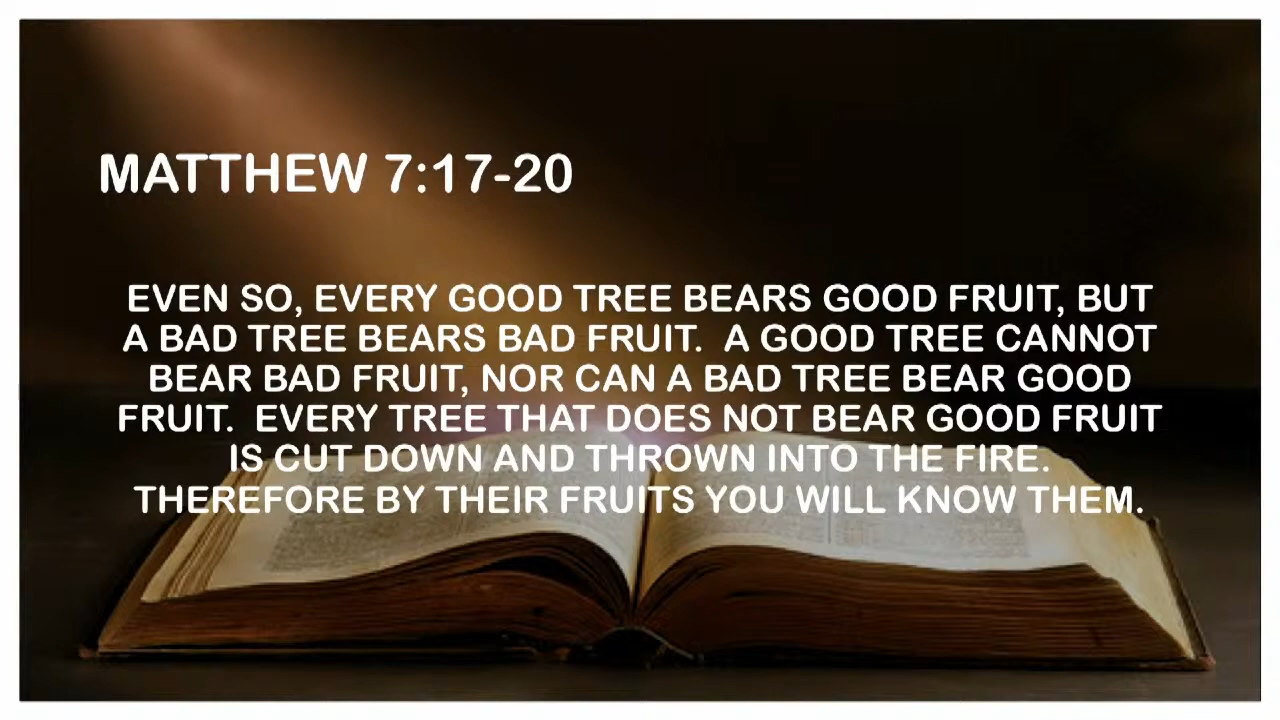 MATTHEW 7:17-20
EVEN SO, EVERY GOOD TREE BEARS GOOD FRUIT, BUT
A BAD TREE BEARS BAD FRUIT.  A GOOD TREE CANNOT
BEAR BAD FRUIT, NOR CAN A BAD TREE BEAR GOOD
FRUIT.  EVERY TREE THAT DOES NOT BEAR GOOD FRUIT
IS CUT DOWN AND THROWN INTO THE FIRE.
THEREFORE BY THEIR FRUITS YOU WILL KNOW THEM.